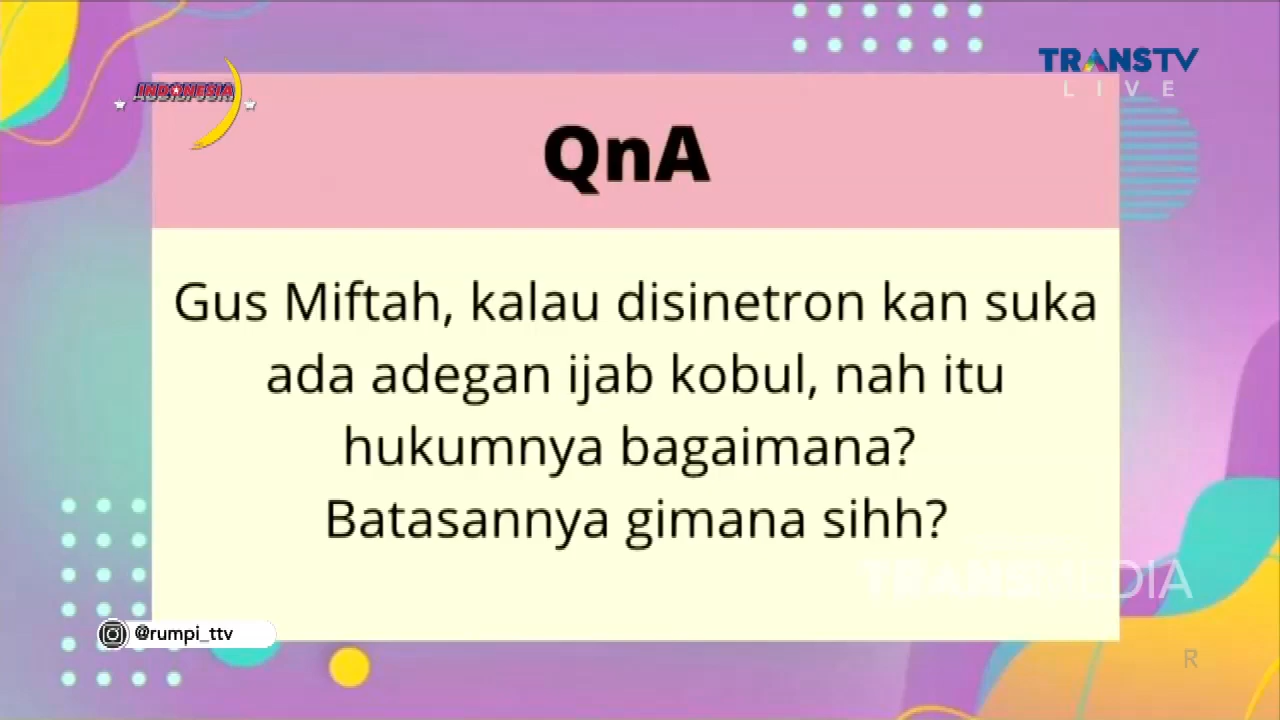 INDONESIA
TRANSTV
LIVE
QnA
Gus Miftah, kalau disinetron kan suka
ada adegan ijab kobul, nah itu
hukumnya bagaimana?
Batasannya gimana sihh?
TRANSMEDIA
@rumpi_ttv
R